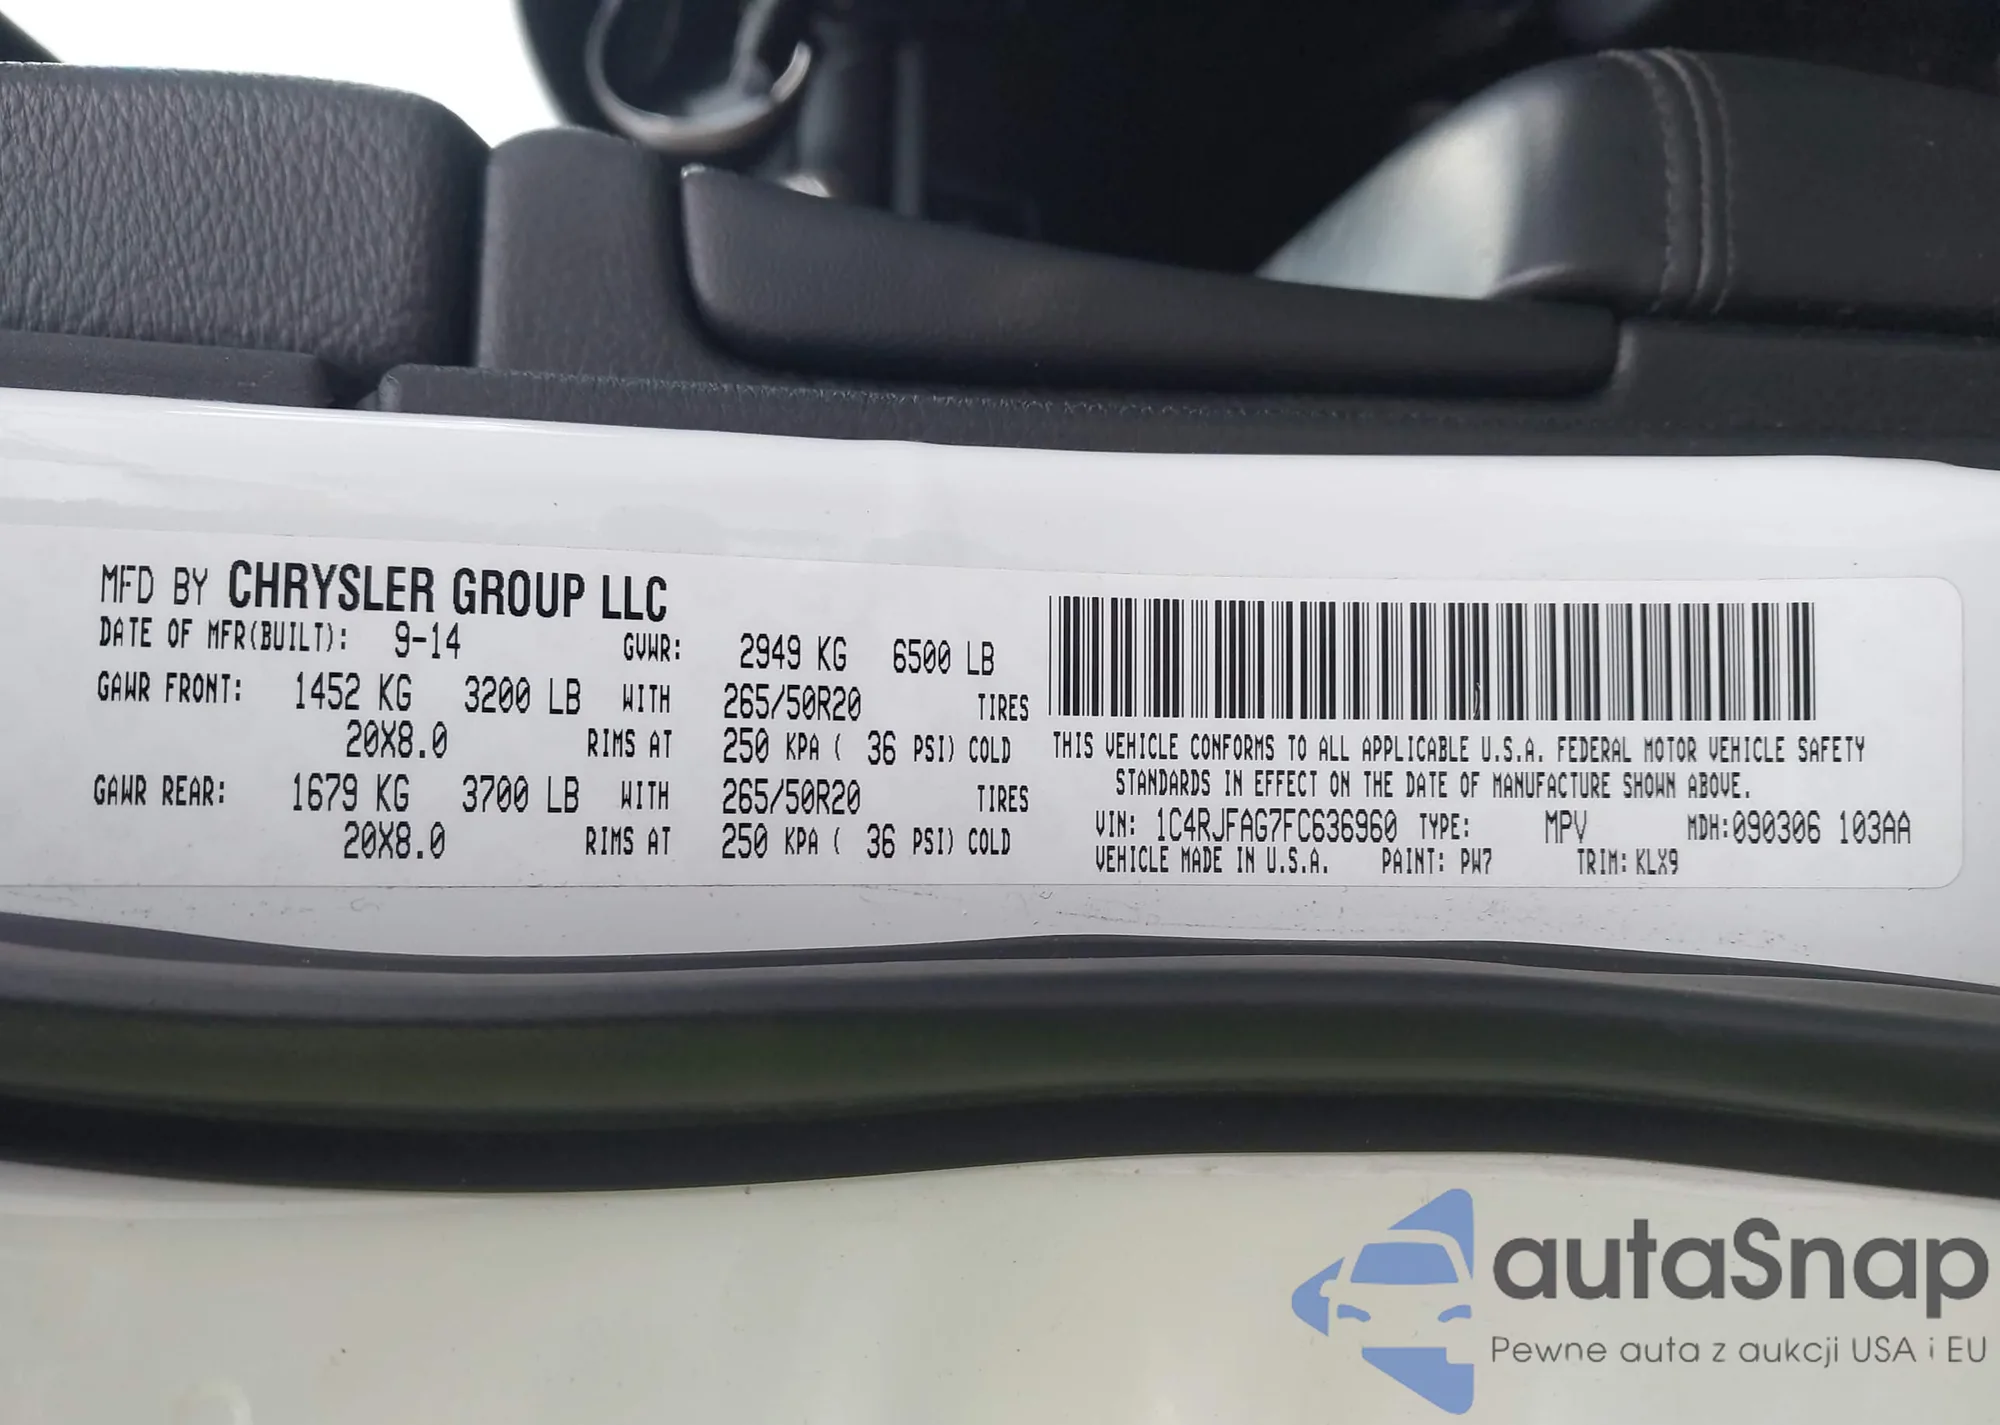 MFD BY CHRYSLER GROUP LLC
DATE OF MFR(BUILT): 9-14 GVWR: 2949 KG 6500 LB
GAWR FRONT: 1452 KG 3200 LB WITH 265/50R20 TIRES
20X8.0 RIMS AT 250 KPA ( 36 PSI) COLD
GAWR REAR: 1679 KG 3700 LB WITH 265/50R20 TIRES
20X8.0 RIMS AT 250 KPA ( 36 PSI) COLD
THIS VEHICLE CONFORMS TO ALL APPLICABLE U.S.A. FEDERAL MOTOR VEHICLE SAFETY
STANDARDS IN EFFECT ON THE DATE OF MANUFACTURE SHOWN ABOVE.
VIN: 1C4RJFAG7FC636960 TYPE: MPV MDH:090306 103AA
VEHICLE MADE IN U.S.A. PAINT: PW7 TRIM: KLX9
autoSnap
Pewne auta z aukcji USA i EU